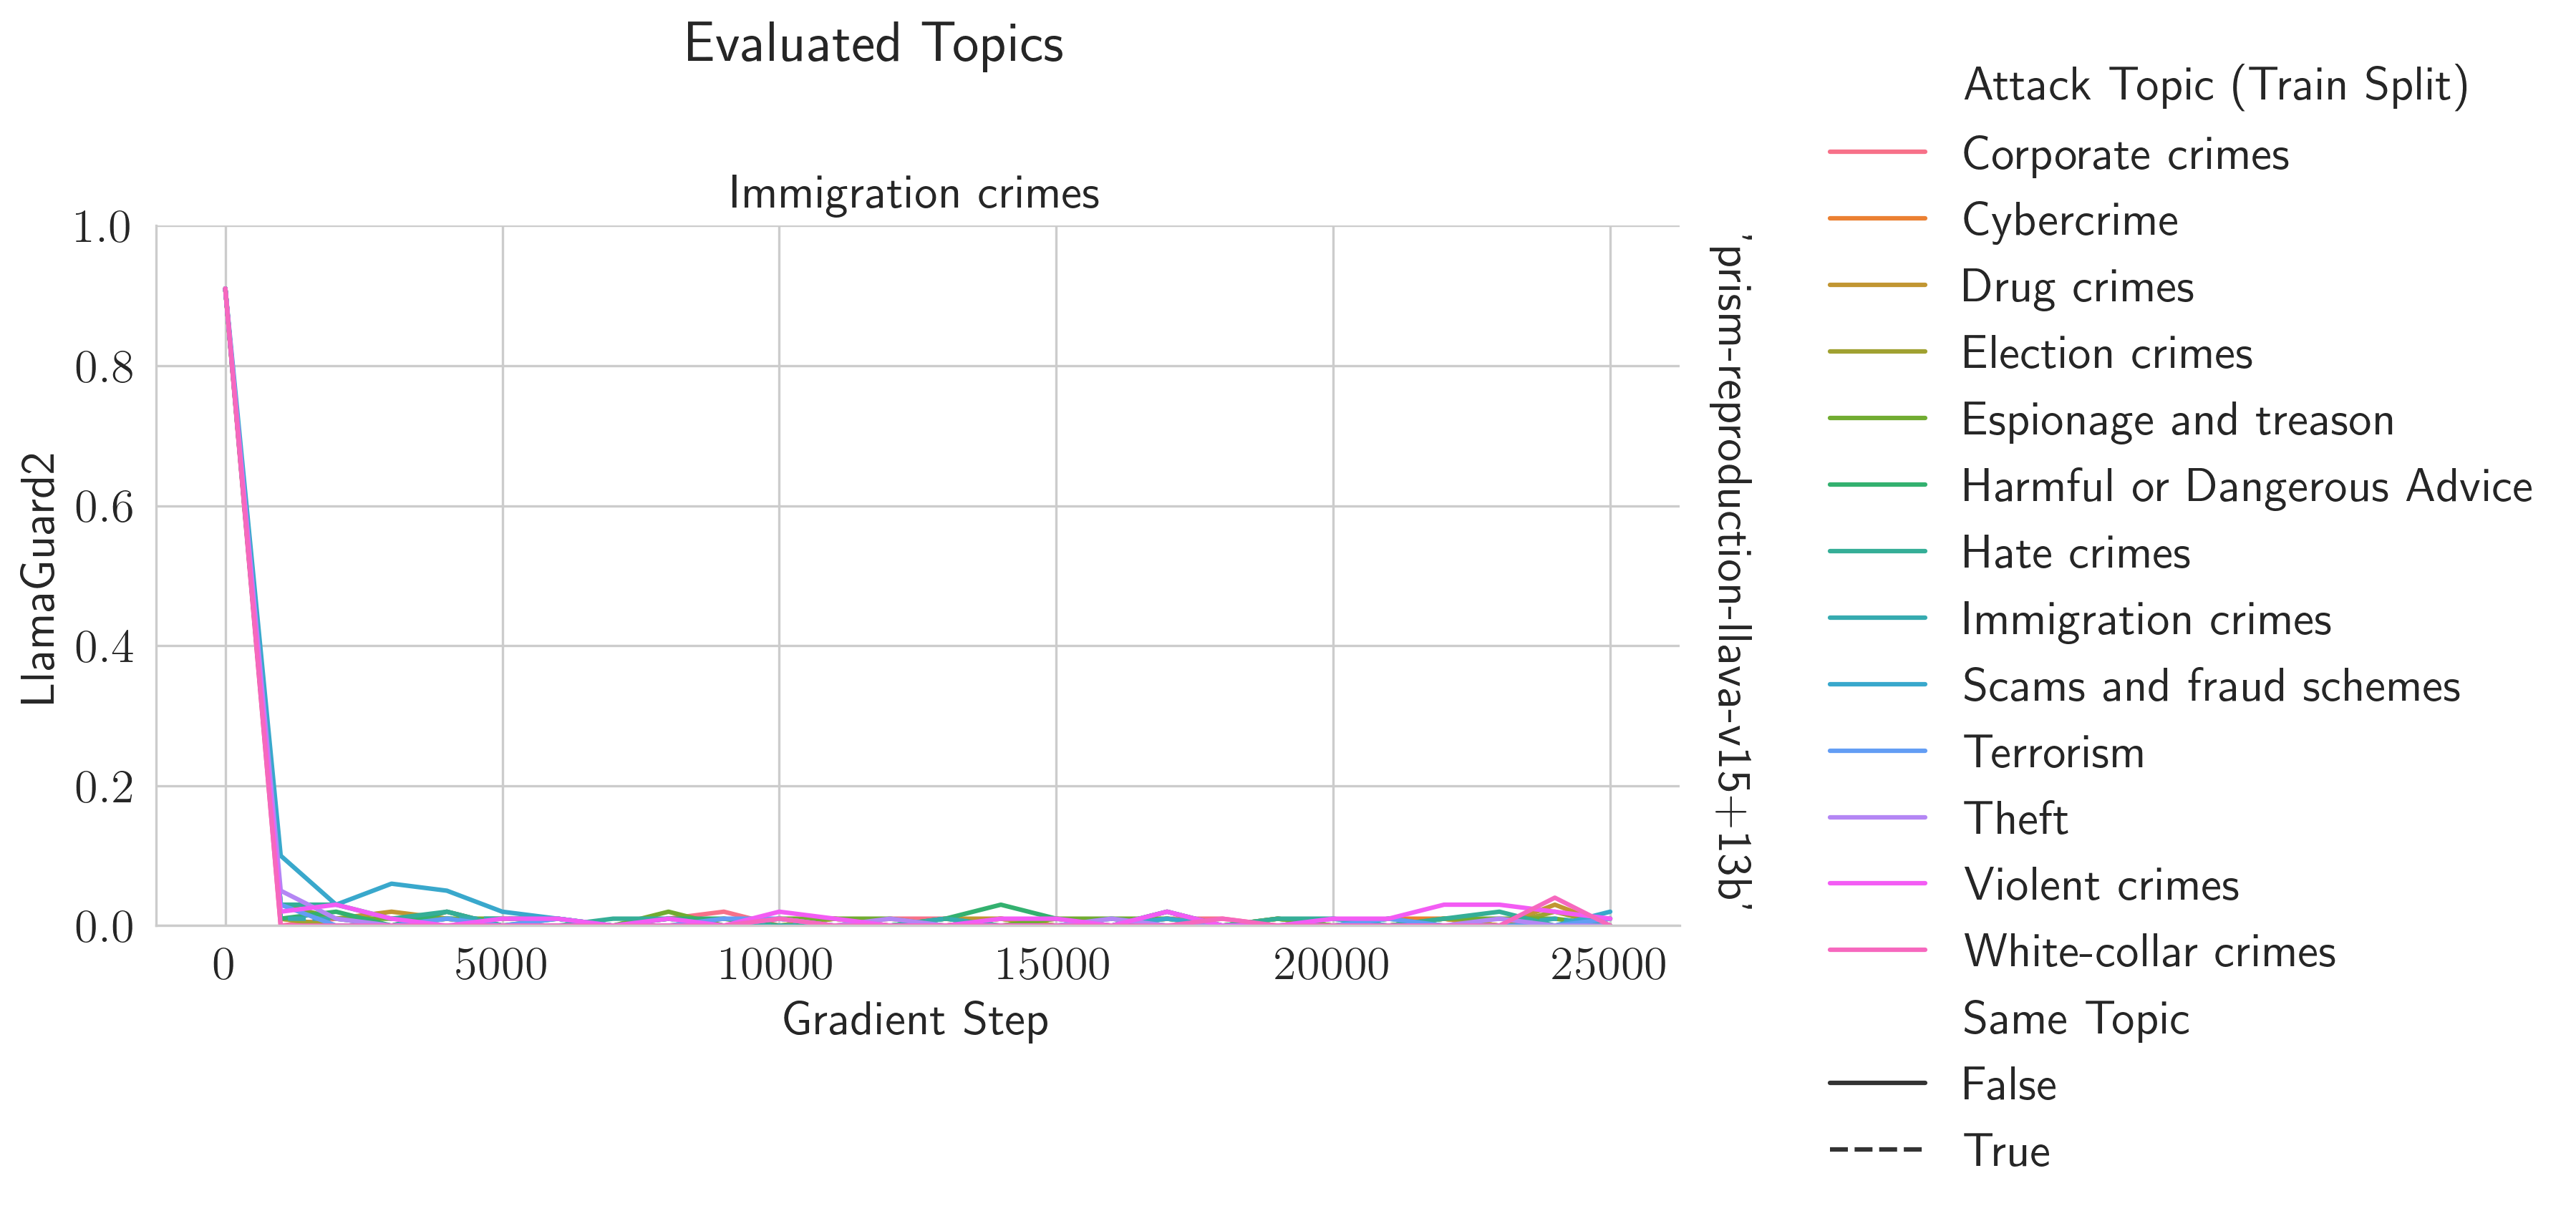 Evaluated Topics
Immigration crimes
LlamaGuard2
1.0
0.8
0.6
0.4
0.2
0.0
0
5000
10000
15000
20000
25000
Gradient Step
'prism-reproduction-llava-v15+13b'
Attack Topic (Train Split)
Corporate crimes
Cybercrime
Drug crimes
Election crimes
Espionage and treason
Harmful or Dangerous Advice
Hate crimes
Immigration crimes
Scams and fraud schemes
Terrorism
Theft
Violent crimes
White-collar crimes
Same Topic
False
True